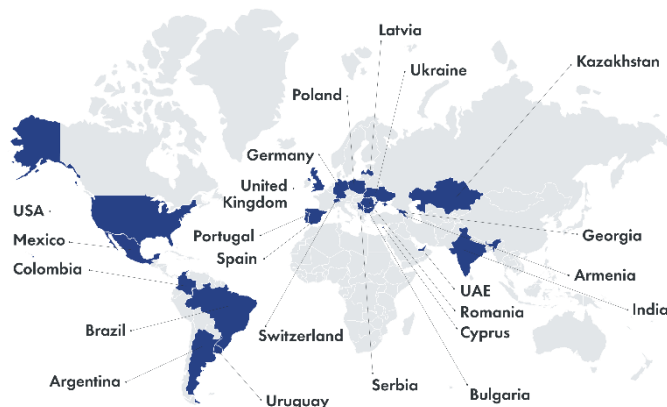 Latvia
Ukraine
Kazakhstan
Poland
Germany
United
Kingdom
USA
Portugal
Georgia
Mexico
Spain
Armenia
Colombia
UAE
India
Romania
Brazil
Switzerland
Cyprus
Argentina
Serbia
Bulgaria
Uruguay